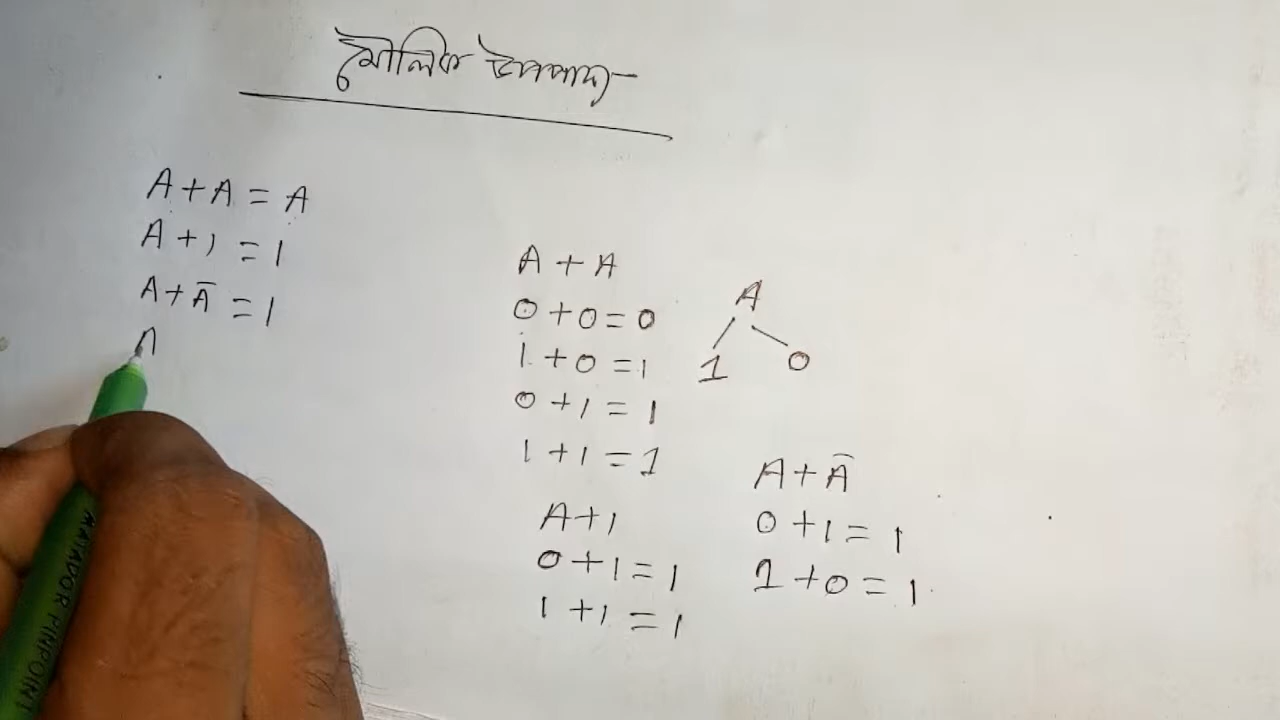 মৌলিক উপপাদ্য
A + A = A
A + 1 = 1
A + Ā = 1
A
A + A
0 + 0 = 0
1 + 0 = 1
0 + 1 = 1
1 + 1 = 1
A
1 0
A + 1
0 + 1 = 1
1 + 1 = 1
A + Ā
0 + 1 = 1
1 + 0 = 1
MATADOR PINPOINT